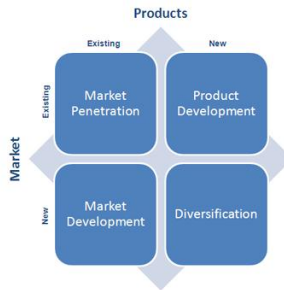 Products
Existing
New
Existing
Market
Penetration
Product
Development
Market
New
Market
Development
Diversification